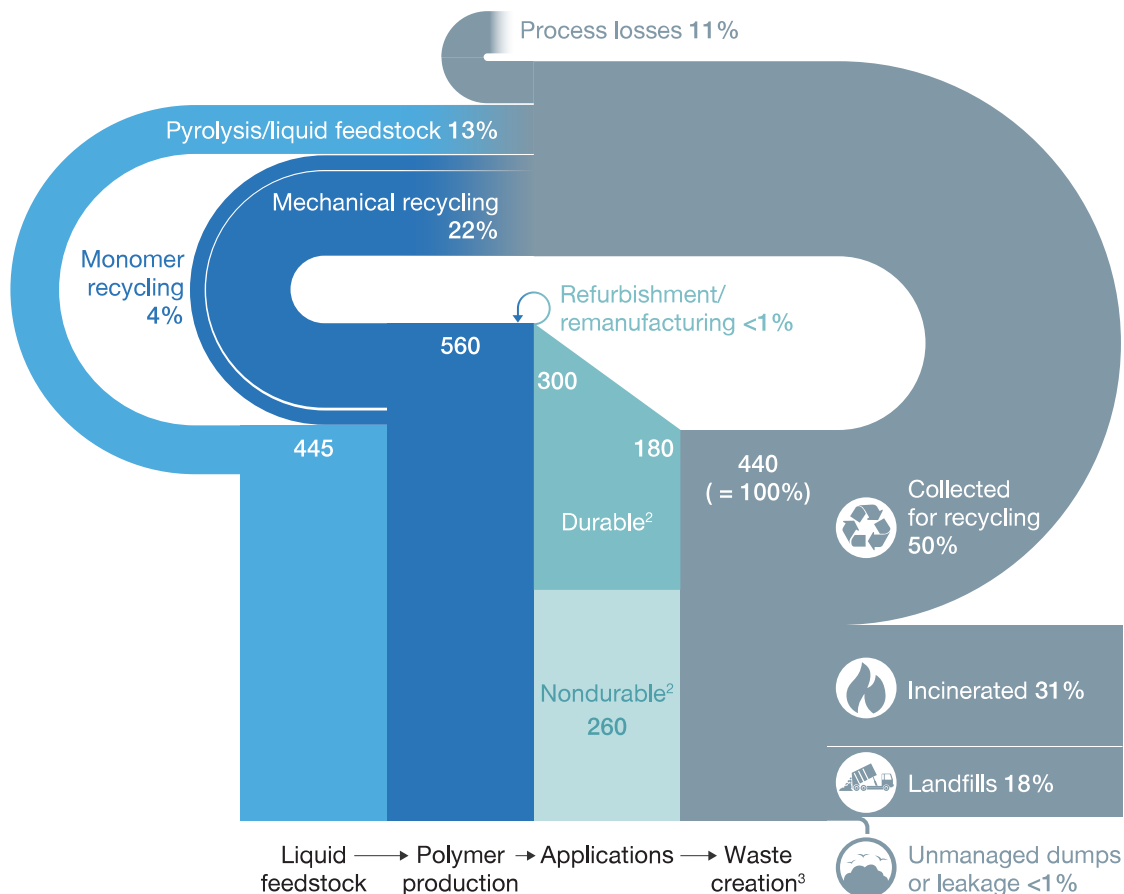 Process losses 11%
Pyrolysis/liquid feedstock 13%
Mechanical recycling
22%
Monomer
recycling
4%
Refurbishment/
remanufacturing <1%
560
300
445
180
440
( = 100%)
Collected
for recycling
50%
Durable²
Nondurable²
260
Incinerated 31%
Landfills 18%
Unmanaged dumps
or leakage <1%
Liquid
feedstock
Polymer
production
Applications
Waste
creation³